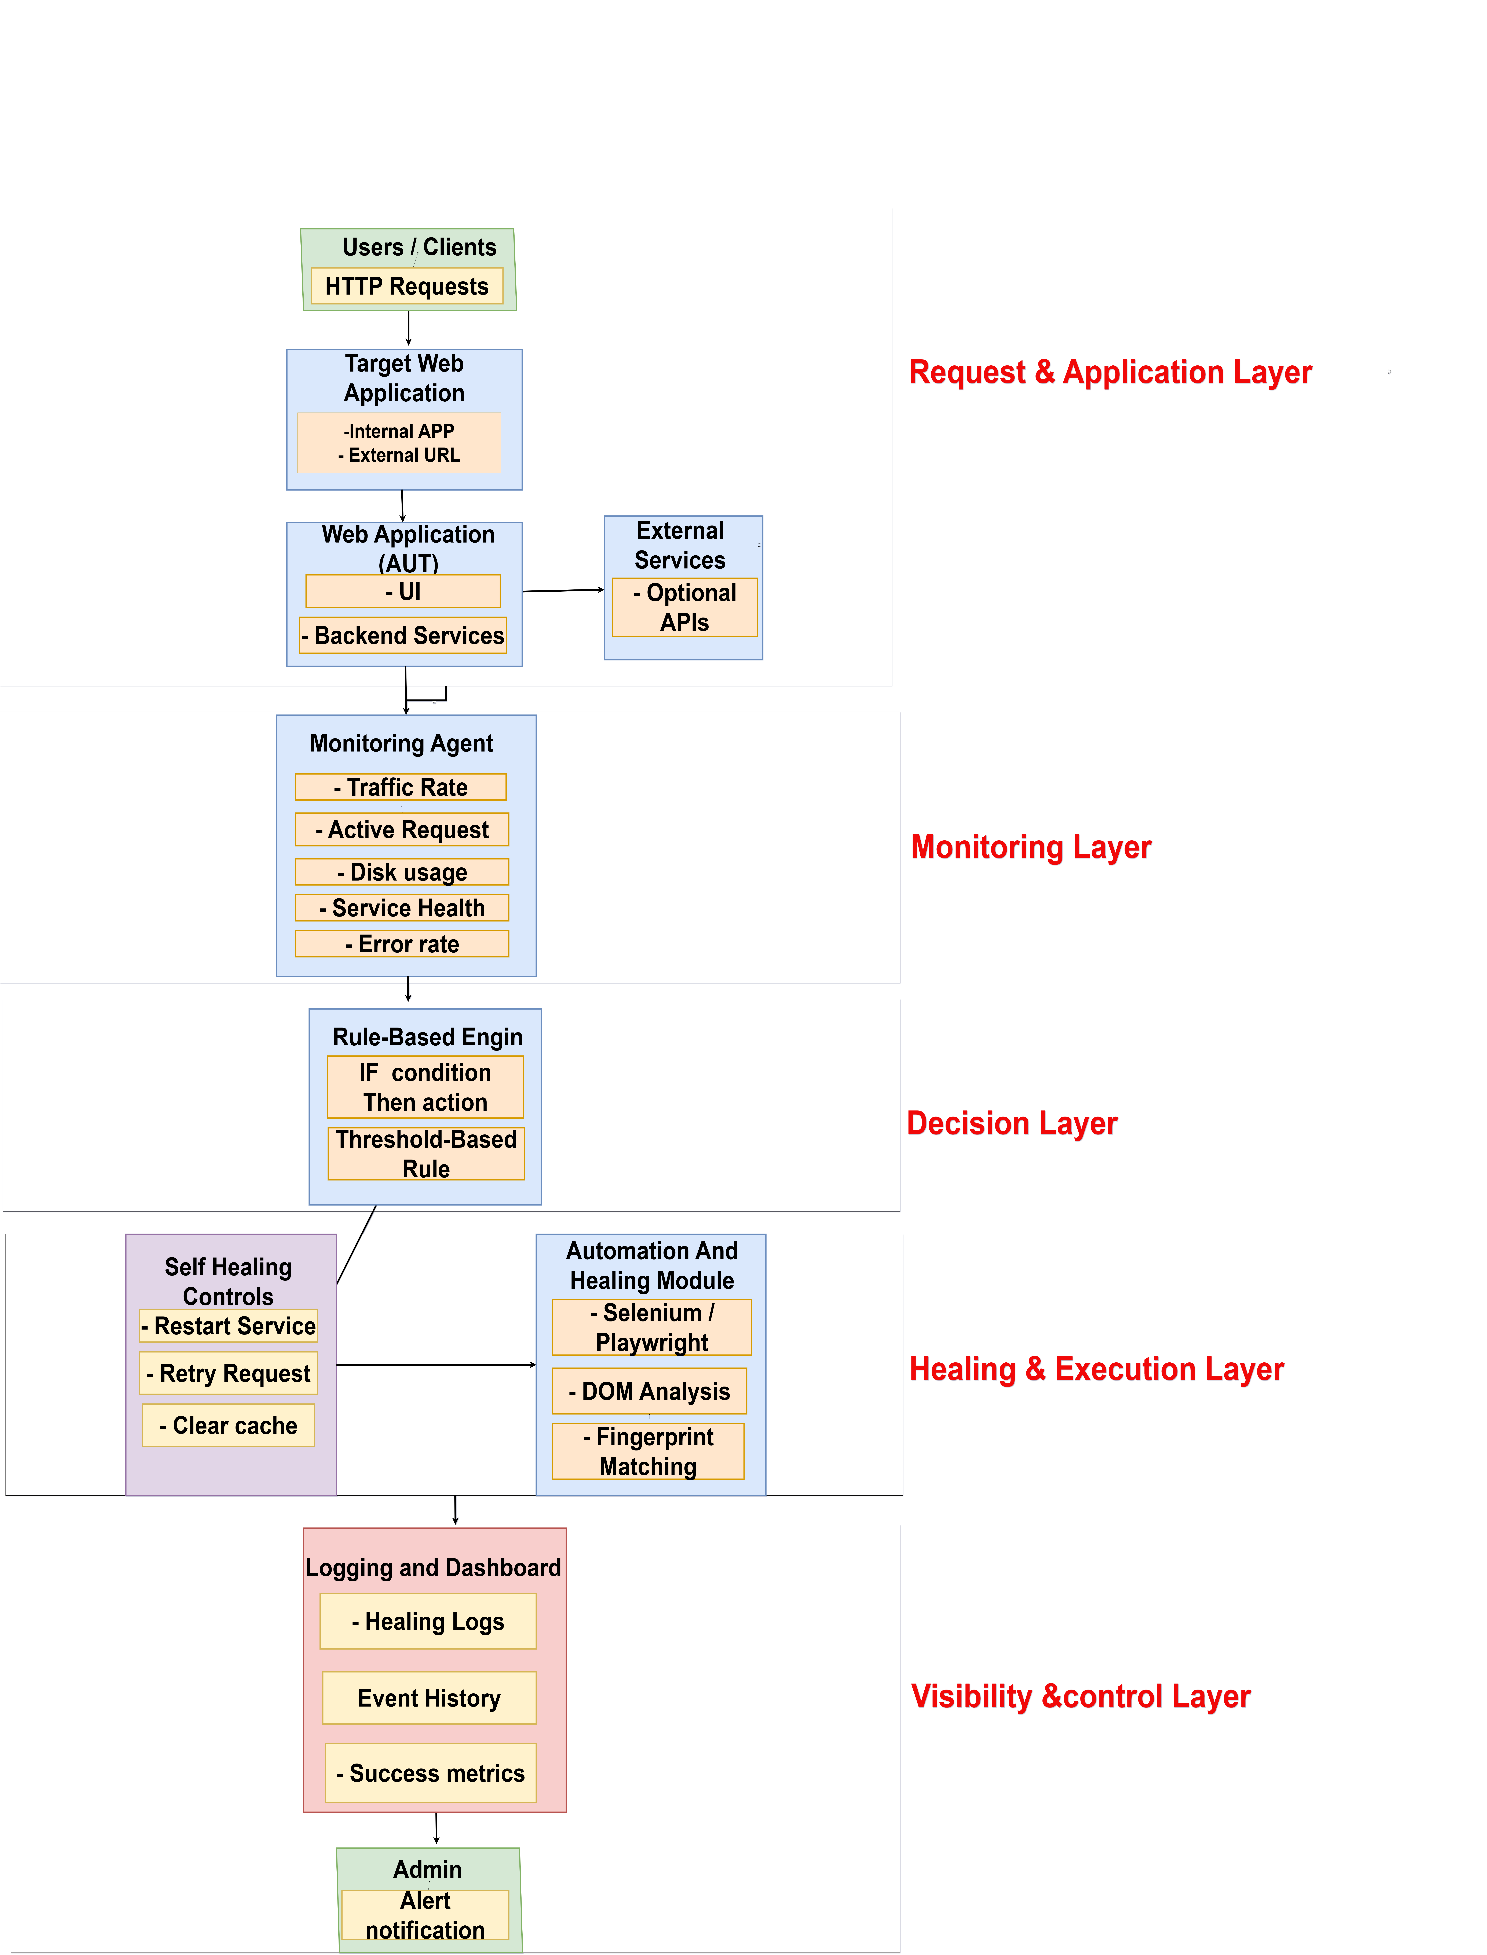 Users / Clients
HTTP Requests
Target Web
Application
-Internal APP
- External URL
Request & Application Layer
Web Application
(AUT)
- UI
- Backend Services
External
Services
- Optional
APIs
Monitoring Agent
- Traffic Rate
- Active Request
- Disk usage
- Service Health
- Error rate
Monitoring Layer
Rule-Based Engin
IF condition
Then action
Threshold-Based
Rule
Decision Layer
Self Healing
Controls
- Restart Service
- Retry Request
- Clear cache
Automation And
Healing Module
- Selenium /
Playwright
- DOM Analysis
- Fingerprint
Matching
Healing & Execution Layer
Logging and Dashboard
- Healing Logs
Event History
- Success metrics
Visibility &control Layer
Admin
Alert
notification